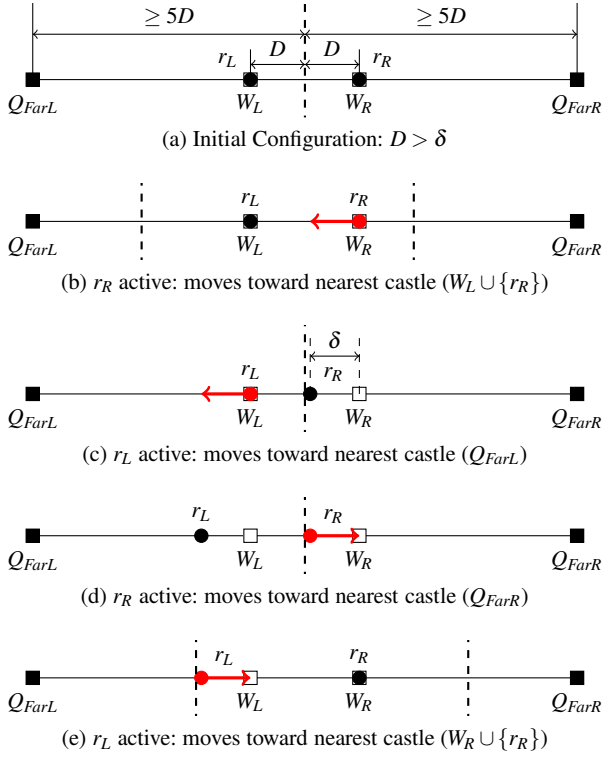 ≥ 5D ≥ 5D
r_L D D r_R
Q_FarL W_L W_R Q_FarR
(a) Initial Configuration: D > δ
r_L r_R
Q_FarL W_L W_R Q_FarR
(b) r_R active: moves toward nearest castle (W_L ∪ {r_R})
δ
r_L r_R
Q_FarL W_L W_R Q_FarR
(c) r_L active: moves toward nearest castle (Q_FarL)
r_L r_R
Q_FarL W_L W_R Q_FarR
(d) r_R active: moves toward nearest castle (Q_FarR)
r_L r_R
Q_FarL W_L W_R Q_FarR
(e) r_L active: moves toward nearest castle (W_R ∪ {r_R})